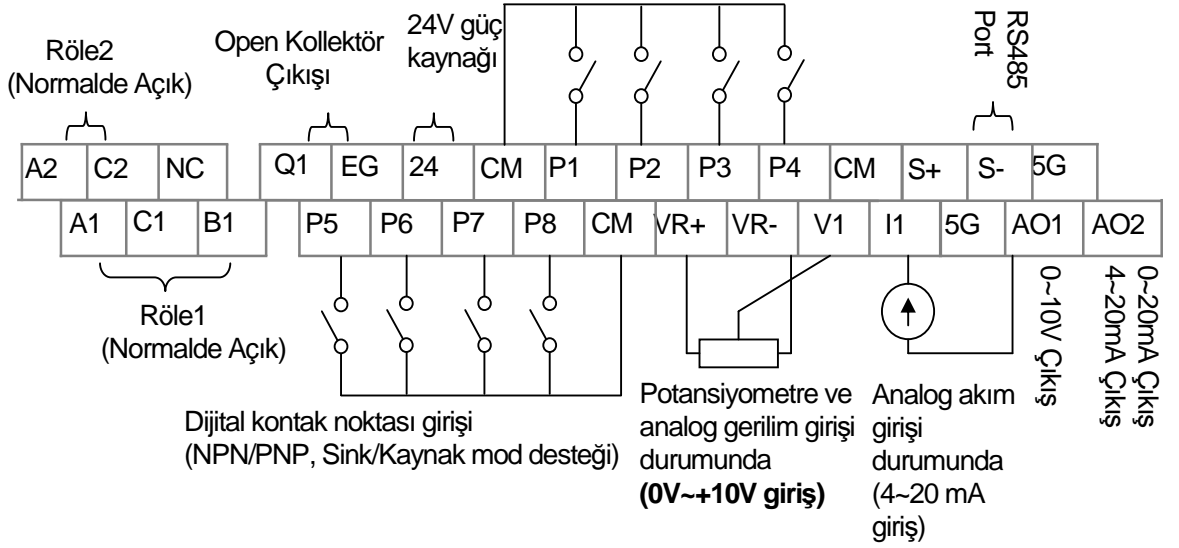 Röle2
(Normalde Açık)
Open Kollektör
Çıkışı
24V güç
kaynağı
RS485
Port
A2 C2 NC Q1 EG 24 CM P1 P2 P3 P4 CM S+ S- 5G
A1 C1 B1 P5 P6 P7 P8 CM VR+ VR- V1 I1 5G AO1 AO2
Röle1
(Normalde Açık)
Dijital kontak noktası girişi
(NPN/PNP, Sink/Kaynak mod desteği)
Potansiyometre ve
analog gerilim girişi
durumunda
(0V~+10V giriş)
Analog akım
girişi
durumunda
(4~20 mA
giriş)
0~10V Çıkış
0~20mA Çıkış
4~20mA Çıkış